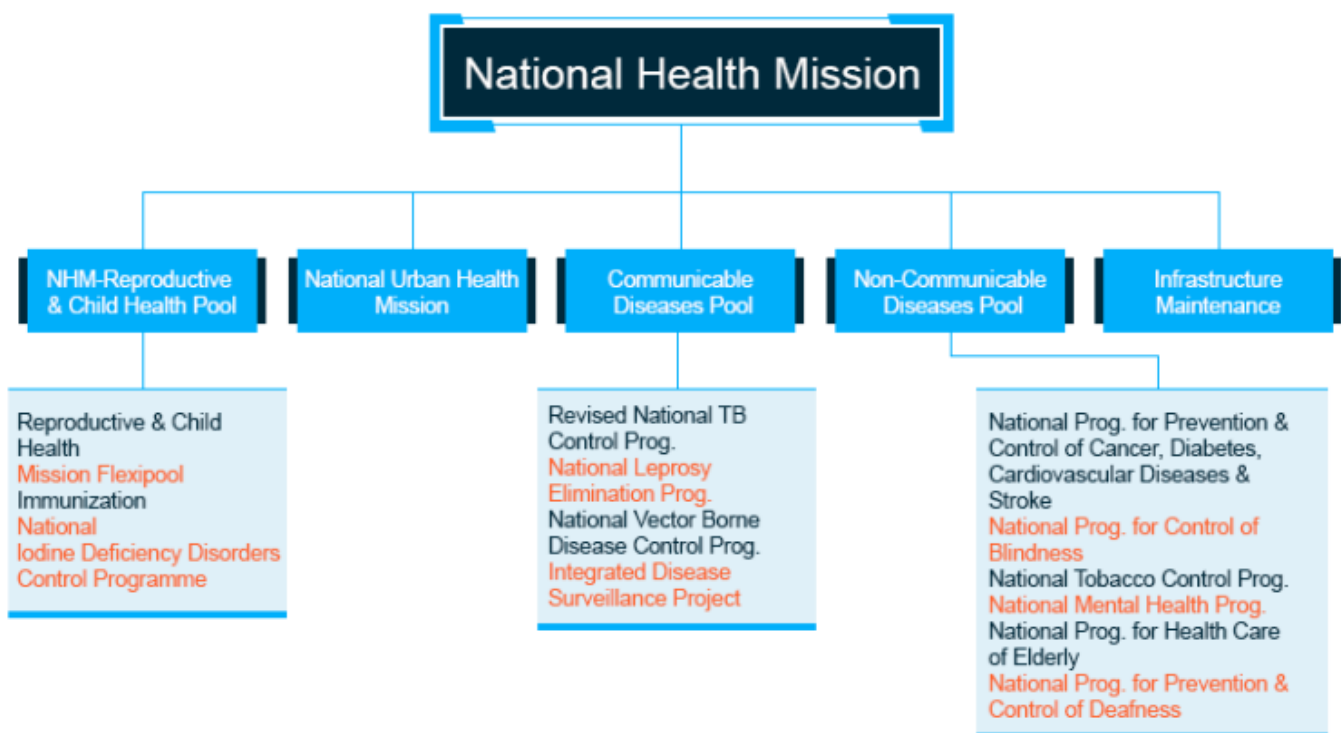 National Health Mission
NHM-Reproductive
& Child Health Pool
National Urban Health
Mission
Communicable
Diseases Pool
Non-Communicable
Diseases Pool
Infrastructure
Maintenance
Reproductive & Child
Health
Mission Flexipool
Immunization
National
Iodine Deficiency Disorders
Control Programme
Revised National TB
Control Prog.
National Leprosy
Elimination Prog.
National Vector Borne
Disease Control Prog.
Integrated Disease
Surveillance Project
National Prog. for Prevention &
Control of Cancer, Diabetes,
Cardiovascular Diseases &
Stroke
National Prog. for Control of
Blindness
National Tobacco Control Prog.
National Mental Health Prog.
National Prog. for Health Care
of Elderly
National Prog. for Prevention &
Control of Deafness